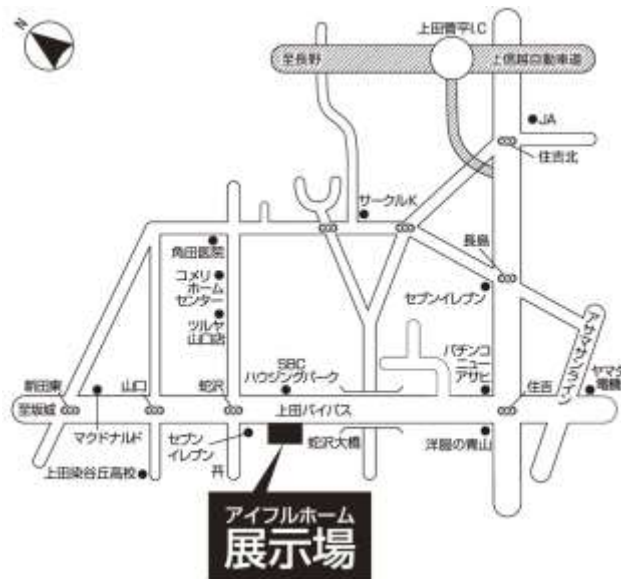 N
上田菅平I.C
至長野
上信越自動車道
JA
住吉北
サークルK
角田医院
長島
コメリ
ホーム
センター
セブンイレブン
ツルヤ
山口店
アサマサンライン
SBC
ハウジングパーク
パチンコ
ニュー
アサヒ
ヤマダ
電機
新田東
山口
蛇沢
住吉
至坂城
上田バイパス
マクドナルド
セブン
イレブン
蛇沢大橋
洋服の青山
上田染谷丘高校
アイフルホーム
展示場